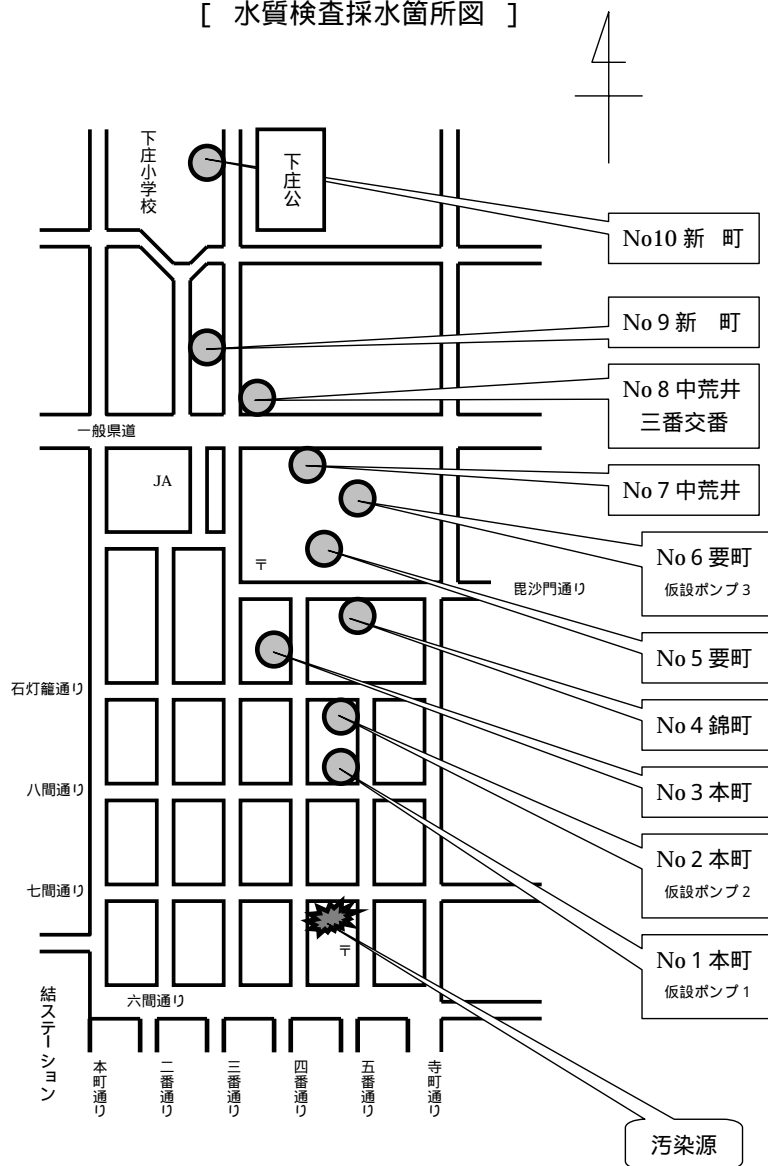 [ 水質検査採水箇所図 ]
下庄小学校
下庄公
No10 新 町
No 9 新 町
No 8 中荒井
三番交番
一般県道
JA
No 7 中荒井
No 6 要町
仮設ポンプ 3
〒
毘沙門通り
No 5 要町
石灯籠通り
No 4 錦町
八間通り
No 3 本町
No 2 本町
仮設ポンプ 2
七間通り
〒
No 1 本町
仮設ポンプ 1
六間通り
結ステーション
本町通り
二番通り
三番通り
四番通り
五番通り
寺町通り
汚染源